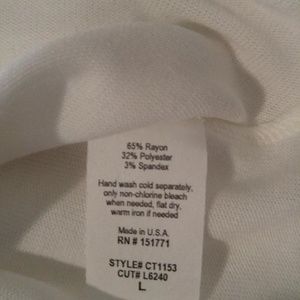 65% Rayon
32% Polyester
3% Spandex
Hand wash cold separately,
only non-chlorine bleach
when needed, flat dry,
warm iron if needed
Made in U.S.A.
RN # 151771
STYLE# CT1153
CUT# L6240
L